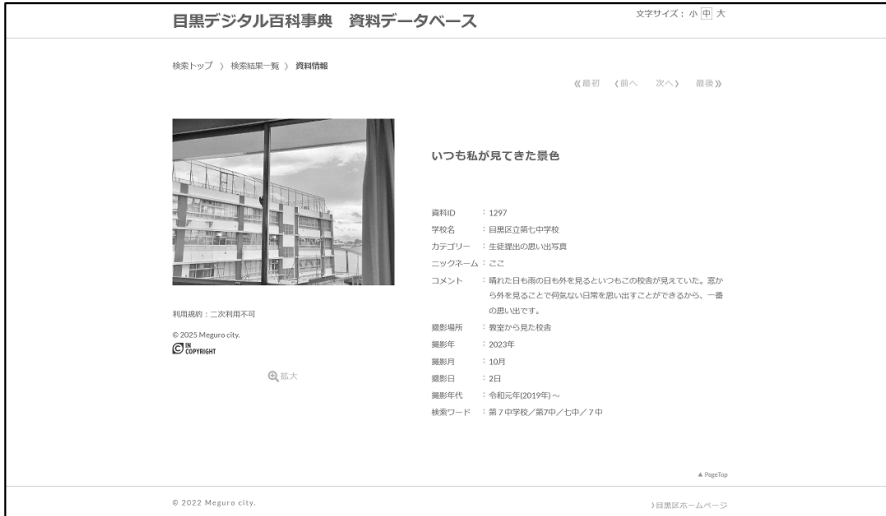 目黒デジタル百科事典 資料データベース
文字サイズ： 小 中 大
検索トップ 〉 検索結果一覧 〉 資料情報
《最初 〈前へ 次へ〉 最後》
いつも私が見てきた景色
資料ID ：1297
学校名 ：目黒区立第七中学校
カテゴリー ：生徒提出の思い出写真
ニックネーム：ここ
コメント ：晴れた日も雨の日も外を見るといつもこの校舎が見えていた。窓か
ら外を見ることで何気ない日常を思い出すことができるから、一番
の思い出です。
撮影場所 ：教室から見た校舎
撮影年 ：2023年
撮影月 ：10月
撮影日 ：2日
撮影年代 ：令和元年(2019年)～
検索ワード ：第７中学校／第7中／七中／７中
利用規約：二次利用不可
© 2025 Meguro city.
C IN COPYRIGHT
拡大
▲ PageTop
© 2022 Meguro city.
〉目黒区ホームページ